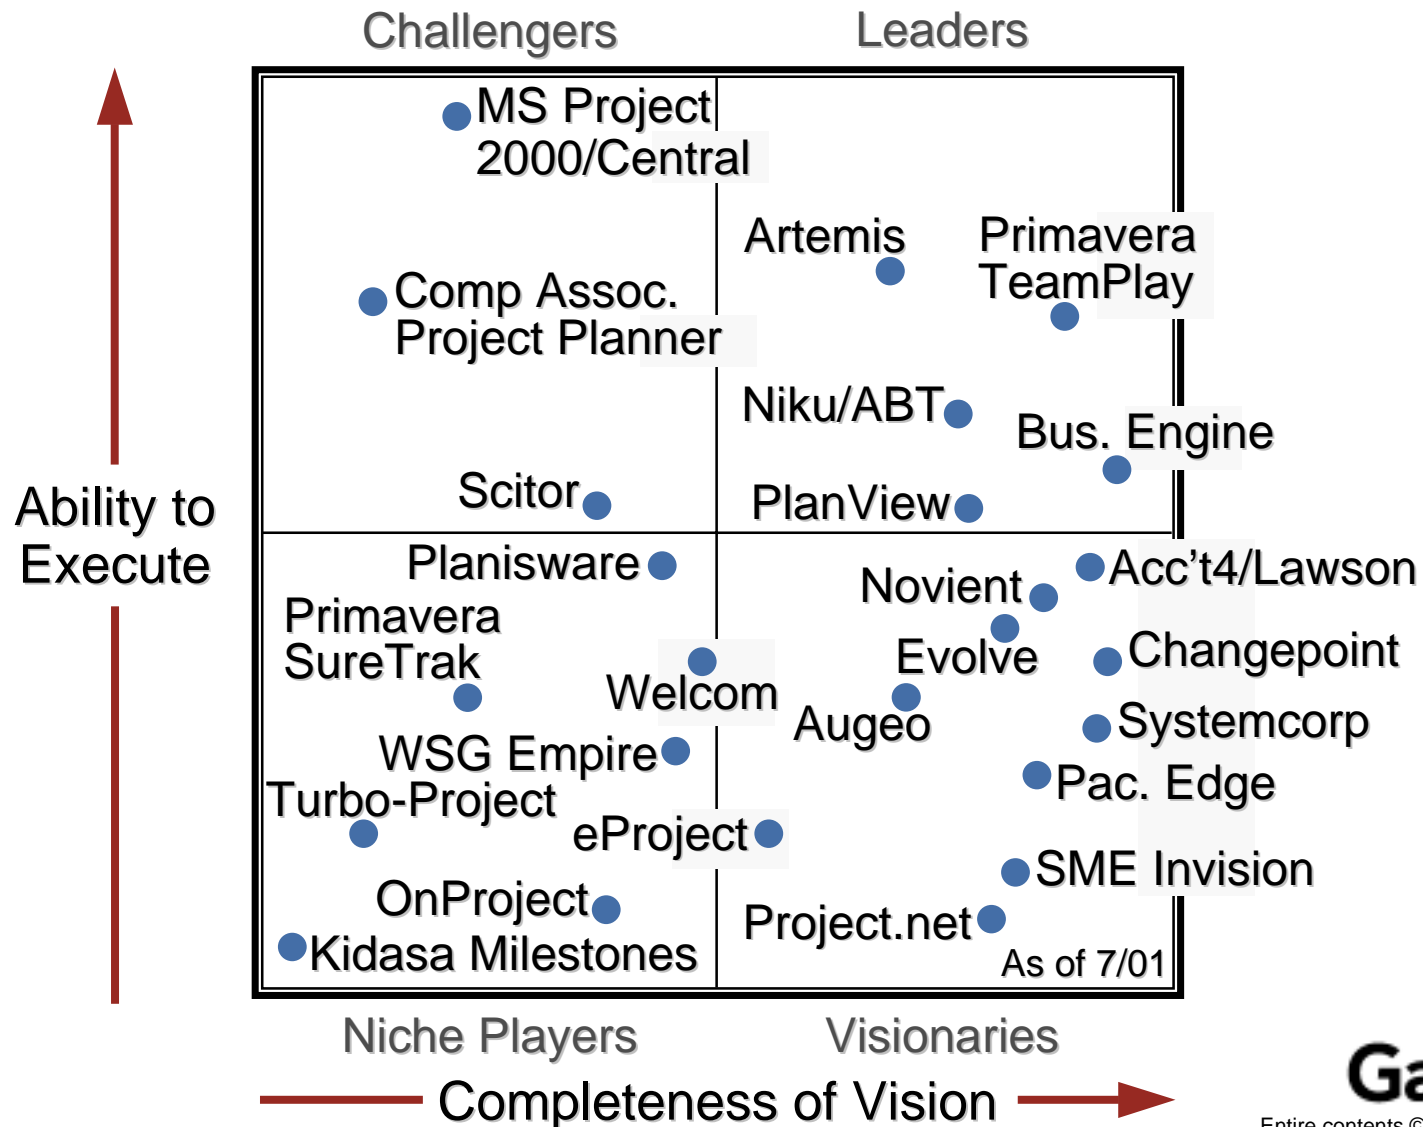 Challengers
Leaders
MS Project
2000/Central
Artemis
Primavera
TeamPlay
Comp Assoc.
Project Planner
Niku/ABT
Bus. Engine
Scitor
PlanView
Ability to
Execute
Planisware
Novient
Acc't4/Lawson
Primavera
SureTrak
Evolve
Changepoint
Welcom
Augeo
Systemcorp
WSG Empire
Pac. Edge
Turbo-Project
eProject
SME Invision
OnProject
Project.net
Kidasa Milestones
As of 7/01
Niche Players
Visionaries
Completeness of Vision
Ga
Entire contents ©